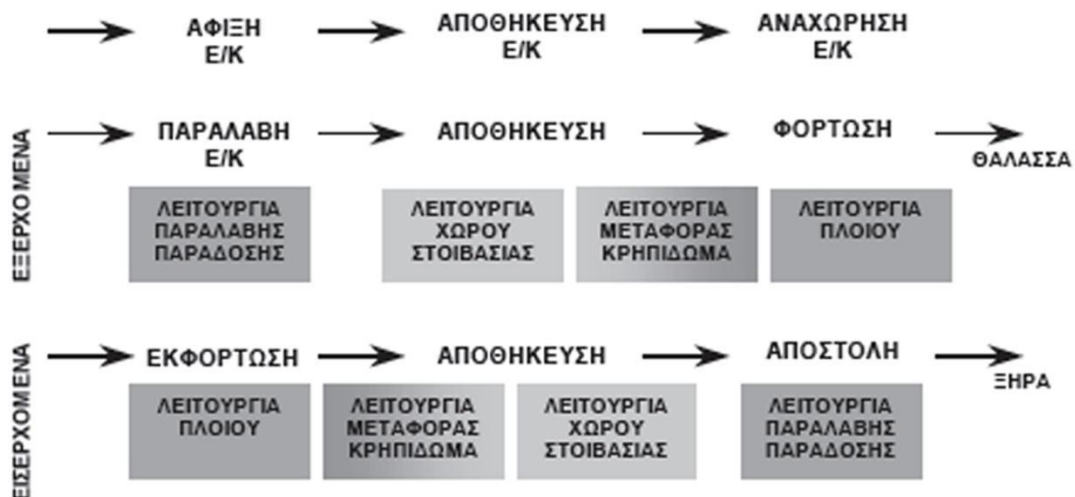 ΑΦΙΞΗ
Ε/Κ
ΑΠΟΘΗΚΕΥΣΗ
Ε/Κ
ΑΝΑΧΩΡΗΣΗ
Ε/Κ
ΕΞΕΡΧΟΜΕΝΑ
ΠΑΡΑΛΑΒΗ
Ε/Κ
ΑΠΟΘΗΚΕΥΣΗ
ΦΟΡΤΩΣΗ
ΘΑΛΑΣΣΑ
ΛΕΙΤΟΥΡΓΙΑ
ΠΑΡΑΛΑΒΗΣ
ΠΑΡΑΔΟΣΗΣ
ΛΕΙΤΟΥΡΓΙΑ
ΧΩΡΟΥ
ΣΤΟΙΒΑΣΙΑΣ
ΛΕΙΤΟΥΡΓΙΑ
ΜΕΤΑΦΟΡΑΣ
ΚΡΗΠΙΔΩΜΑ
ΛΕΙΤΟΥΡΓΙΑ
ΠΛΟΙΟΥ
ΕΙΣΕΡΧΟΜΕΝΑ
ΕΚΦΟΡΤΩΣΗ
ΑΠΟΘΗΚΕΥΣΗ
ΑΠΟΣΤΟΛΗ
ΞΗΡΑ
ΛΕΙΤΟΥΡΓΙΑ
ΠΛΟΙΟΥ
ΛΕΙΤΟΥΡΓΙΑ
ΜΕΤΑΦΟΡΑΣ
ΚΡΗΠΙΔΩΜΑ
ΛΕΙΤΟΥΡΓΙΑ
ΧΩΡΟΥ
ΣΤΟΙΒΑΣΙΑΣ
ΛΕΙΤΟΥΡΓΙΑ
ΠΑΡΑΛΑΒΗΣ
ΠΑΡΑΔΟΣΗΣ